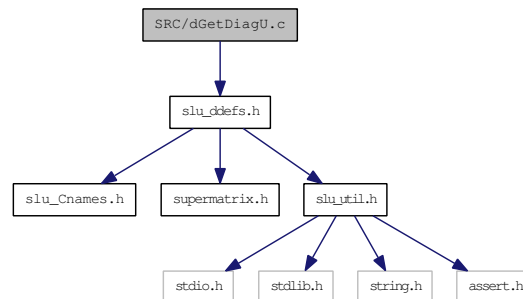 SRC/dGetDiagU.c
slu_ddefs.h
slu_Cnames.h
supermatrix.h
slu_util.h
stdio.h
stdlib.h
string.h
assert.h